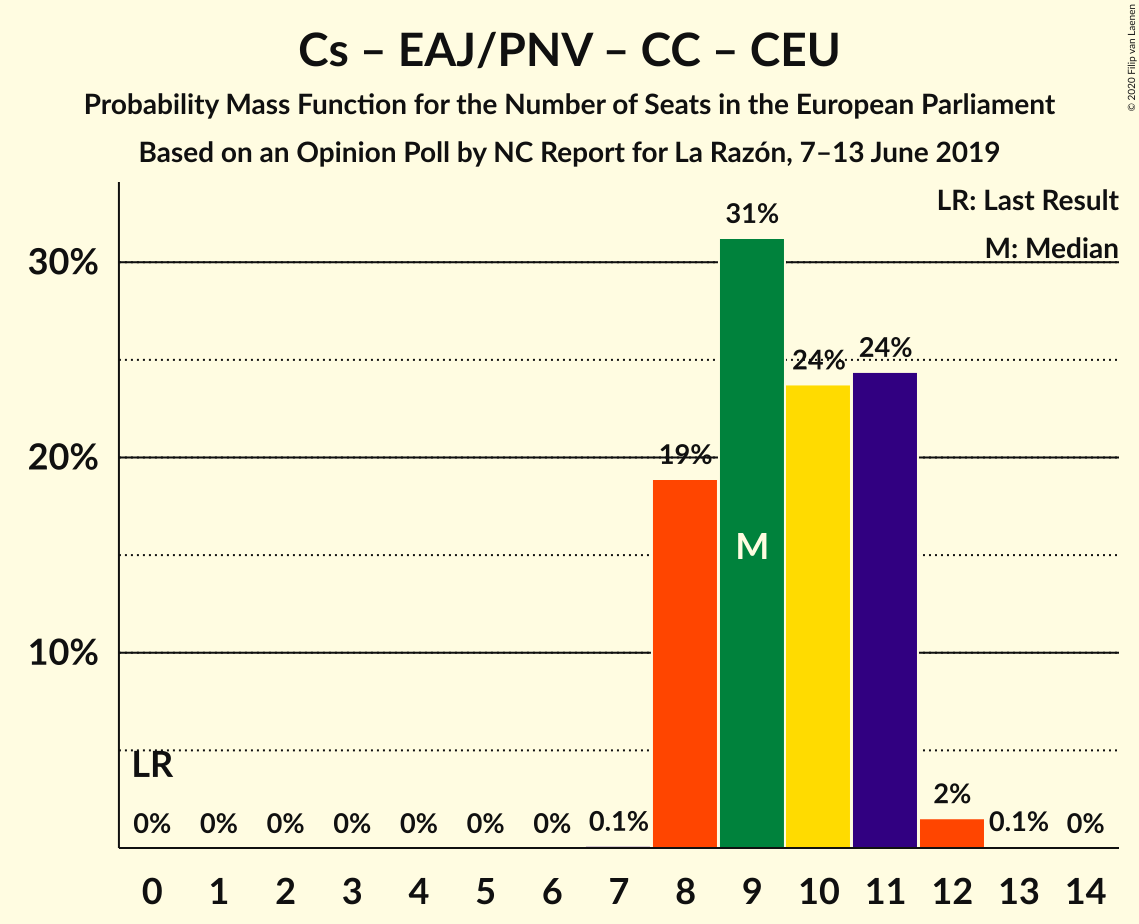 Cs – EAJ/PNV – CC – CEU
Probability Mass Function for the Number of Seats in the European Parliament
Based on an Opinion Poll by NC Report for La Razón, 7–13 June 2019
© 2020 Filip van Laenen
LR: Last Result
M: Median
30%
20%
10%
31%
24%
24%
19%
M
LR
0%
0%
0%
0%
0%
0%
0%
0.1%
2%
0.1%
0%
0 1 2 3 4 5 6 7 8 9 10 11 12 13 14